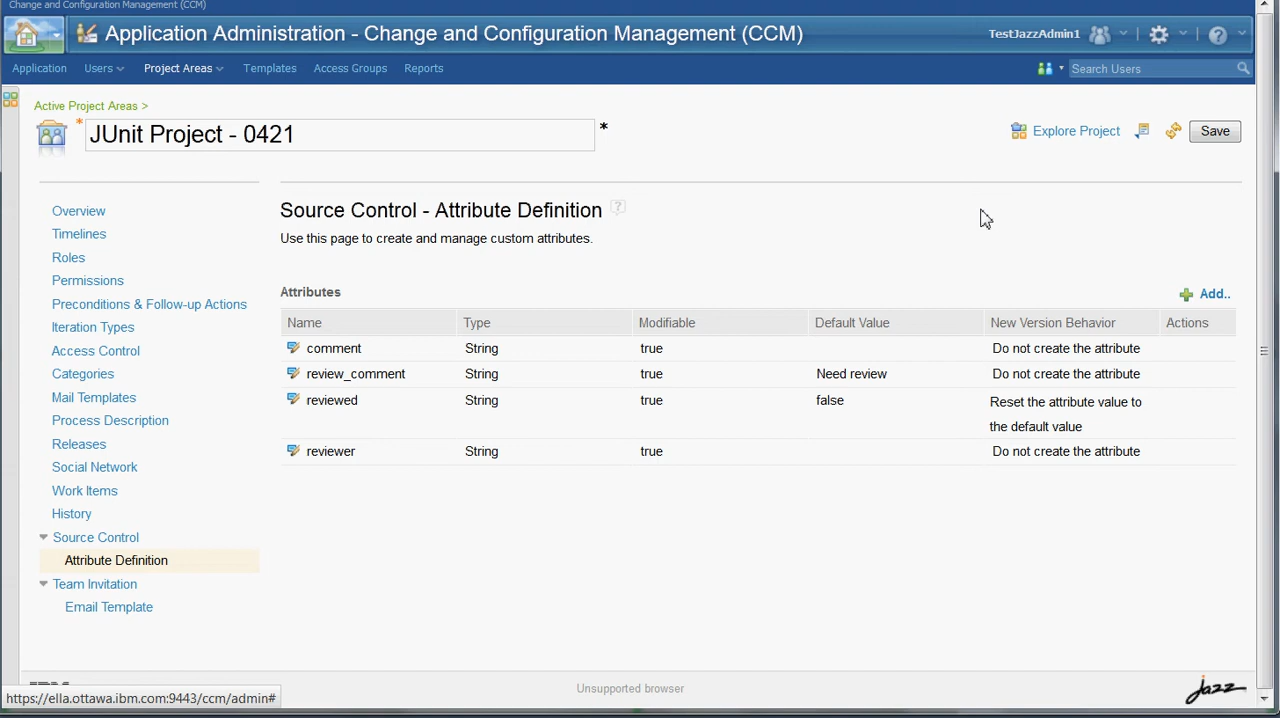 Change and Configuration Management (CCM)
Application Administration - Change and Configuration Management (CCM)
TestJazzAdmin1
Application Users Project Areas Templates Access Groups Reports
Search Users
Active Project Areas >
* JUnit Project - 0421 *
Explore Project
Save
Overview
Timelines
Roles
Permissions
Preconditions & Follow-up Actions
Iteration Types
Access Control
Categories
Mail Templates
Process Description
Releases
Social Network
Work Items
History
Source Control
Attribute Definition
Team Invitation
Email Template
Source Control - Attribute Definition ?
Use this page to create and manage custom attributes.
Attributes
Add..
Name Type Modifiable Default Value New Version Behavior Actions
comment String true Do not create the attribute
review_comment String true Need review Do not create the attribute
reviewed String true false Reset the attribute value to
the default value
reviewer String true Do not create the attribute
Unsupported browser
Jazz
https://ella.ottawa.ibm.com:9443/ccm/admin#